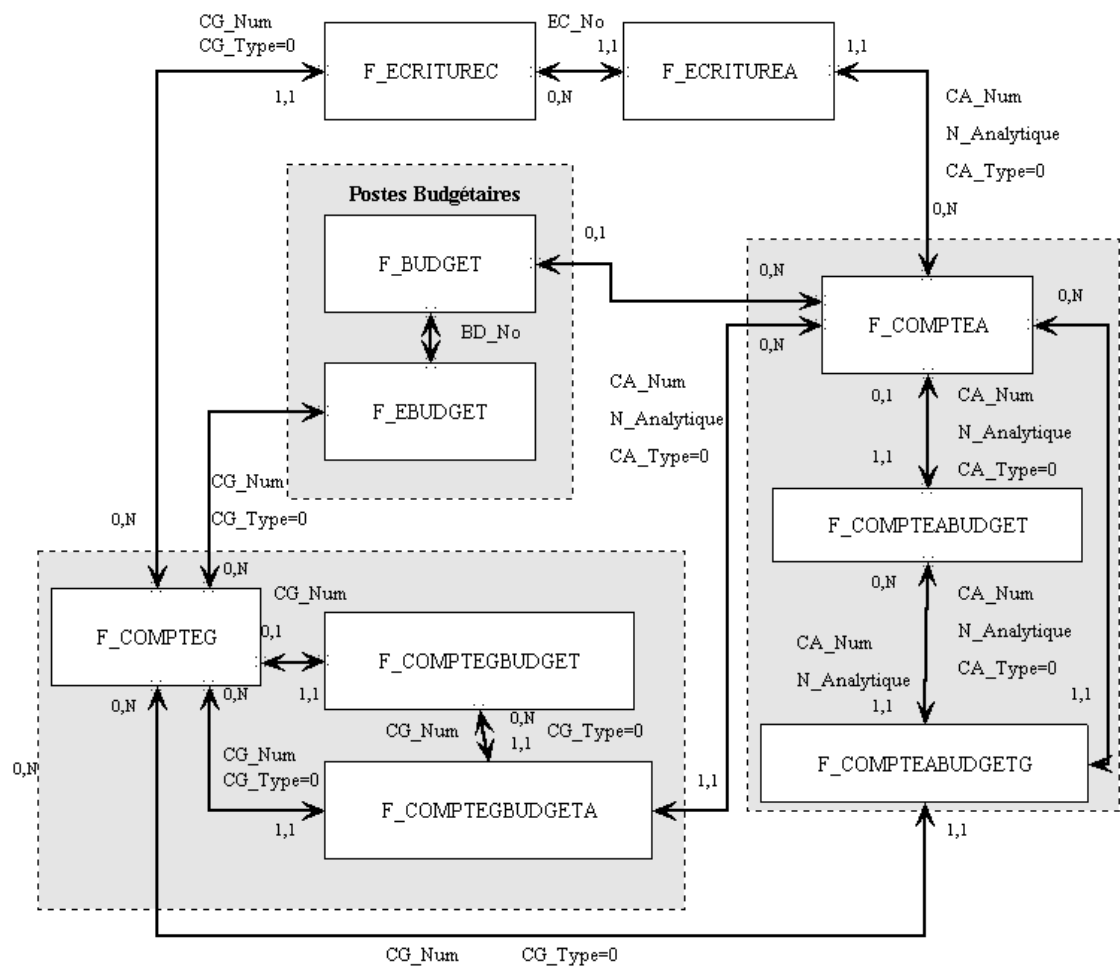 CG_Num
CG_Type=0
EC_No
1,1
1,1
F_ECRITUREC
F_ECRITUREA
1,1
0,N
CA_Num
N_Analytique
CA_Type=0
0,N
Postes Budgétaires
0,1
F_BUDGET
0,N
0,N
F_COMPTEA
BD_No
0,N
F_EBUDGET
CA_Num
N_Analytique
CA_Type=0
0,1
CA_Num
N_Analytique
1,1
CA_Type=0
CG_Num
CG_Type=0
0,N
F_COMPTEABUDGET
0,N
0,N
CG_Num
CA_Num
N_Analytique
CA_Type=0
F_COMPTEG
0,1
F_COMPTEGBUDGET
CA_Num
N_Analytique
1,1
1,1
0,N
0,N
1,1
0,N
CG_Num
CG_Type=0
1,1
CG_Num
CG_Type=0
0,N
F_COMPTEABUDGETG
1,1
F_COMPTEGBUDGETA
1,1
1,1
CG_Num
CG_Type=0